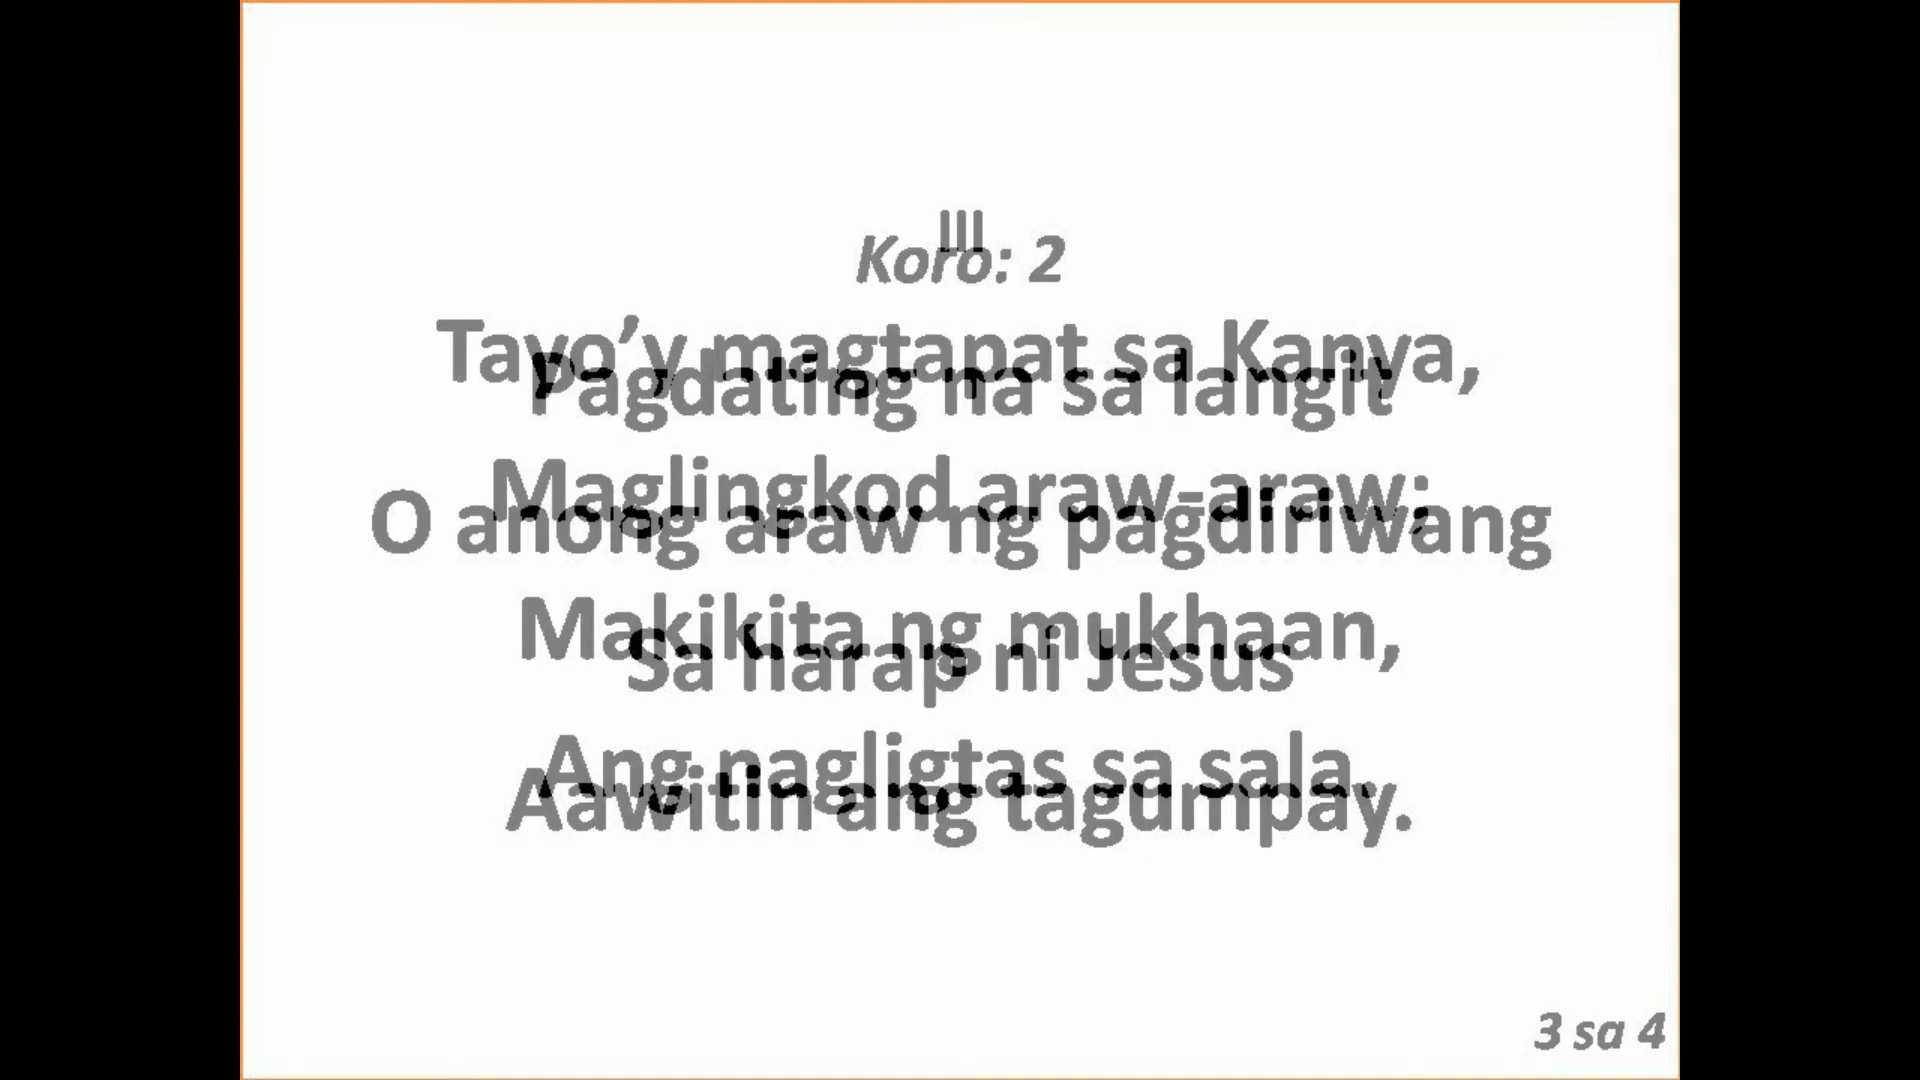 III
Koro: 2
Tayo’y magtapat sa Kanya,
Pagdating na sa langit
Maglingkod araw-araw;
O anong araw ng pagdiriwang
Makikita ng mukhaan,
Sa harap ni Jesus
Ang nagligtas sa sala.
Aawitin ang tagumpay.
3 sa 4